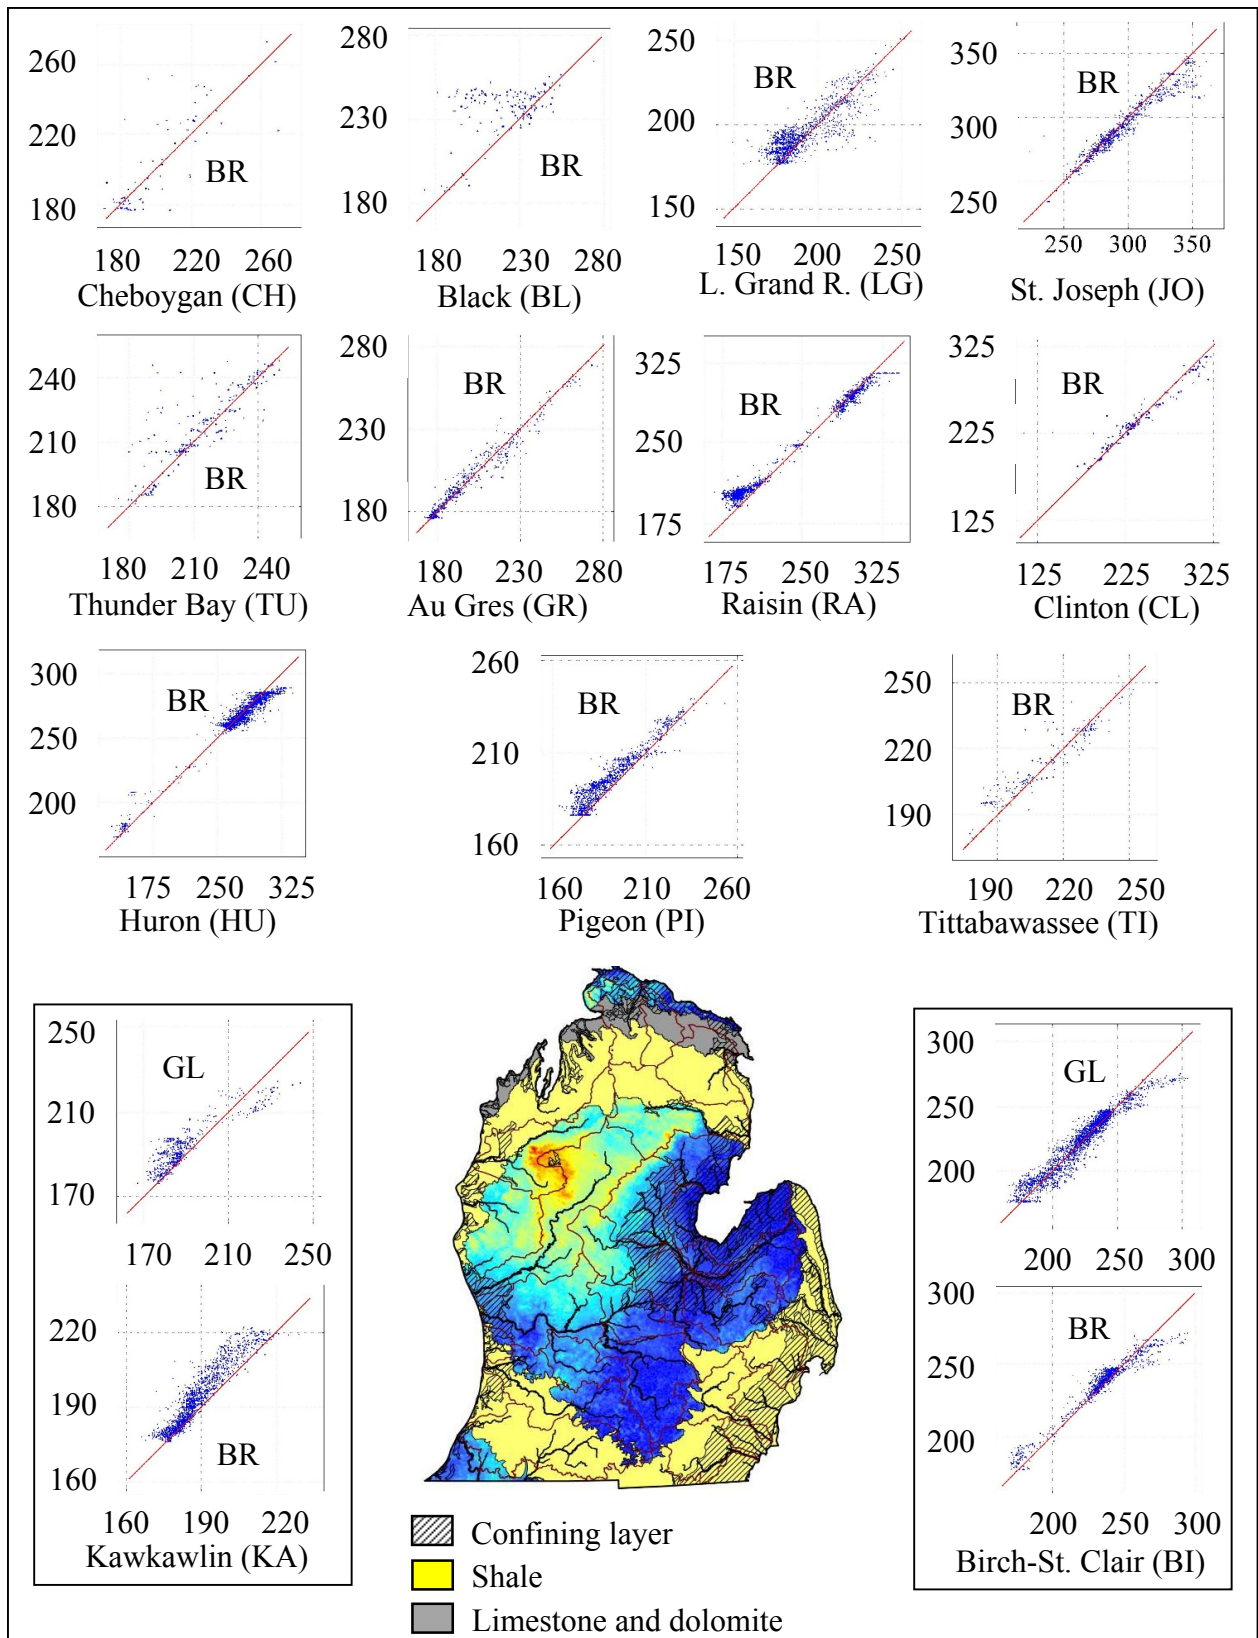 260
220
BR
180
180 220 260
Cheboygan (CH)
280
230
BR
180
180 230 280
Black (BL)
250
BR
200
150
150 200 250
L. Grand R. (LG)
350
BR
300
250
250 300 350
St. Joseph (JO)
240
210
BR
180
180 210 240
Thunder Bay (TU)
280
BR
230
180
180 230 280
Au Gres (GR)
325
BR
250
175
175 250 325
Raisin (RA)
325
BR
225
125
125 225 325
Clinton (CL)
300
BR
250
200
175 250 325
Huron (HU)
260
BR
210
160
160 210 260
Pigeon (PI)
250
BR
220
190
190 220 250
Tittabawassee (TI)
250
GL
210
170
170 210 250
220
190
BR
160
160 190 220
Kawkawlin (KA)
Confining layer
Shale
Limestone and dolomite
300
GL
250
200
200 250 300
300
BR
250
200
200 250 300
Birch-St. Clair (BI)